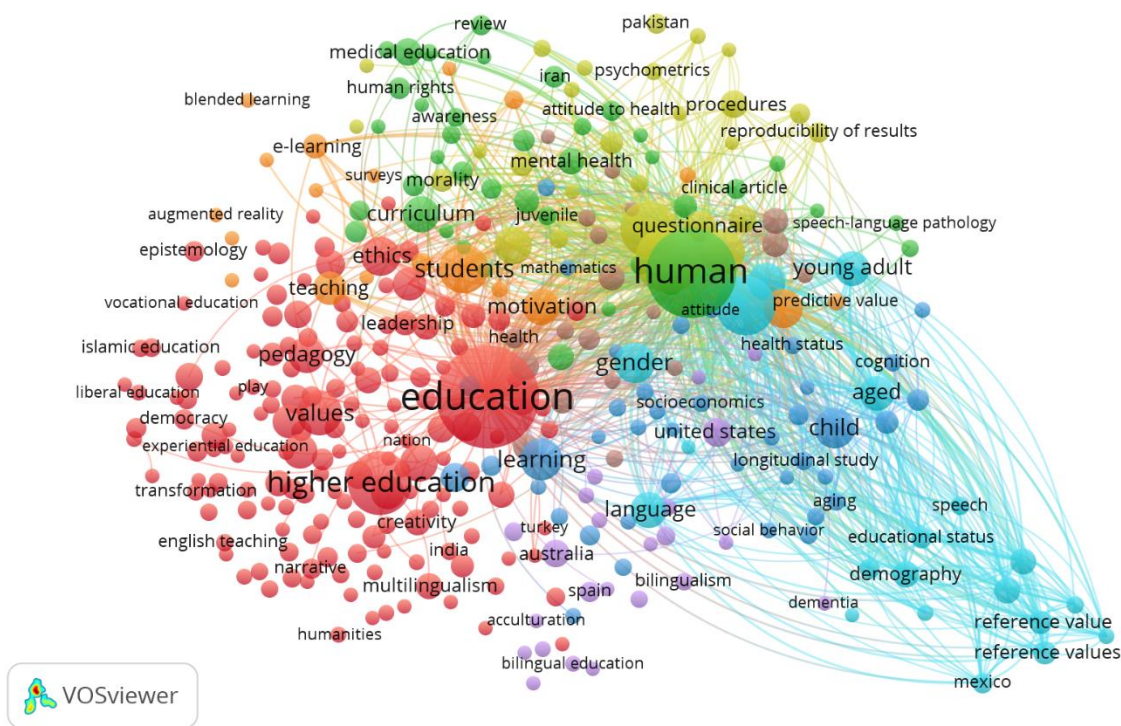 review
pakistan
medical education
iran
psychometrics
human rights
blended learning
attitude to health
procedures
awareness
reproducibility of results
e-learning
mental health
surveys
morality
clinical article
augmented reality
curriculum
juvenile
questionnaire
speech-language pathology
epistemology
ethics
students
mathematics
human
young adult
teaching
vocational education
motivation
attitude
predictive value
leadership
islamic education
pedagogy
health
health status
gender
cognition
liberal education
play
education
aged
democracy
values
socioeconomics
experiential education
nation
united states
child
learning
longitudinal study
transformation
higher education
creativity
language
aging
speech
english teaching
india
turkey
social behavior
educational status
narrative
australia
multilingualism
spain
bilingualism
demography
dementia
acculturation
reference value
humanities
bilingual education
reference values
mexico
VOSviewer